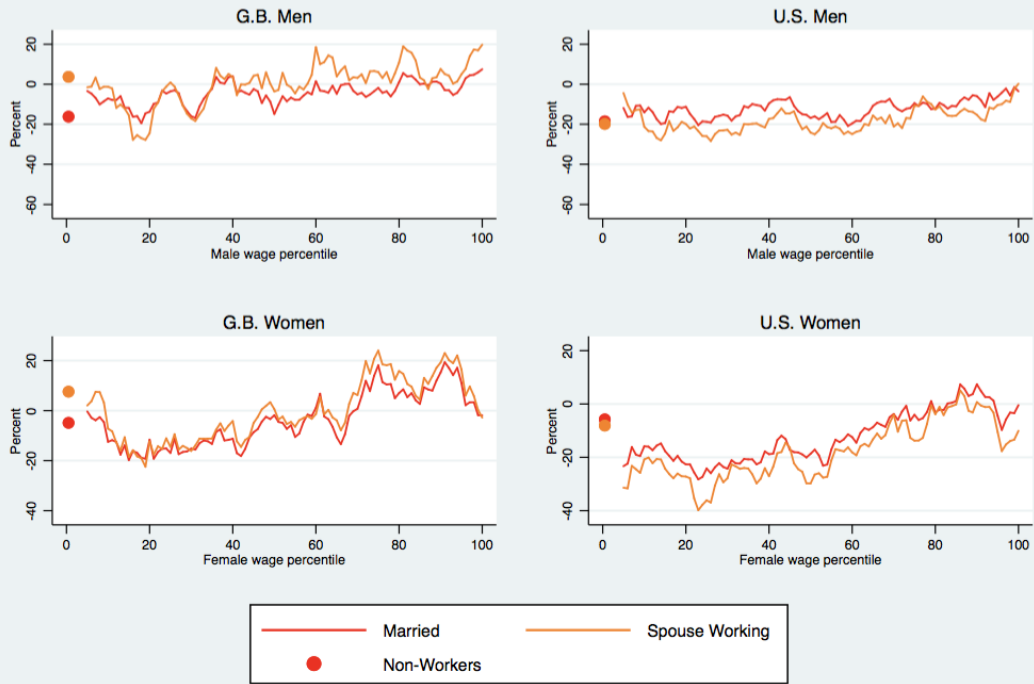 G.B. Men
Percent
20
0
-20
-40
-60
0 20 40 60 80 100
Male wage percentile
U.S. Men
Percent
20
0
-20
-40
-60
0 20 40 60 80 100
Male wage percentile
G.B. Women
Percent
20
0
-20
-40
0 20 40 60 80 100
Female wage percentile
U.S. Women
Percent
20
0
-20
-40
0 20 40 60 80 100
Female wage percentile
Married Spouse Working
Non-Workers